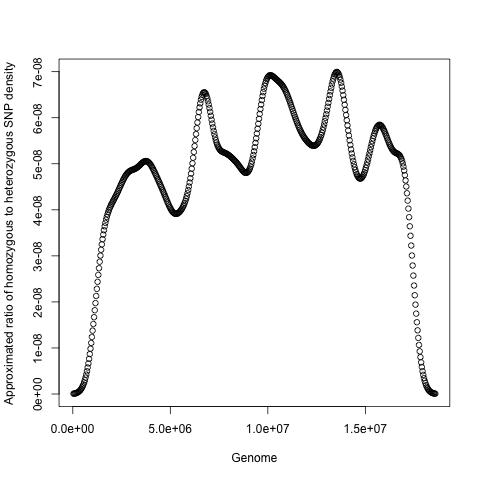 Approximated ratio of homozygous to heterozygous SNP density
7e-08
6e-08
5e-08
4e-08
3e-08
2e-08
1e-08
0e+00
0.0e+00 5.0e+06 1.0e+07 1.5e+07
Genome